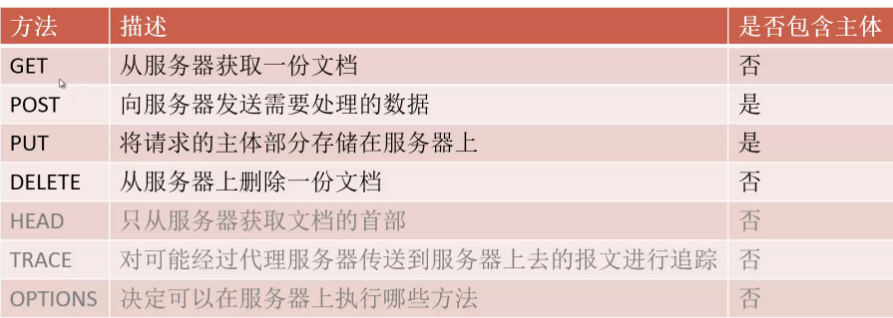 方法 描述 是否包含主体
GET 从服务器获取一份文档 否
POST 向服务器发送需要处理的数据 是
PUT 将请求的主体部分存储在服务器上 是
DELETE 从服务器上删除一份文档 否
HEAD 只从服务器获取文档的首部 否
TRACE 对可能经过代理服务器传送到服务器上去的报文进行追踪 否
OPTIONS 决定可以在服务器上执行哪些方法 否